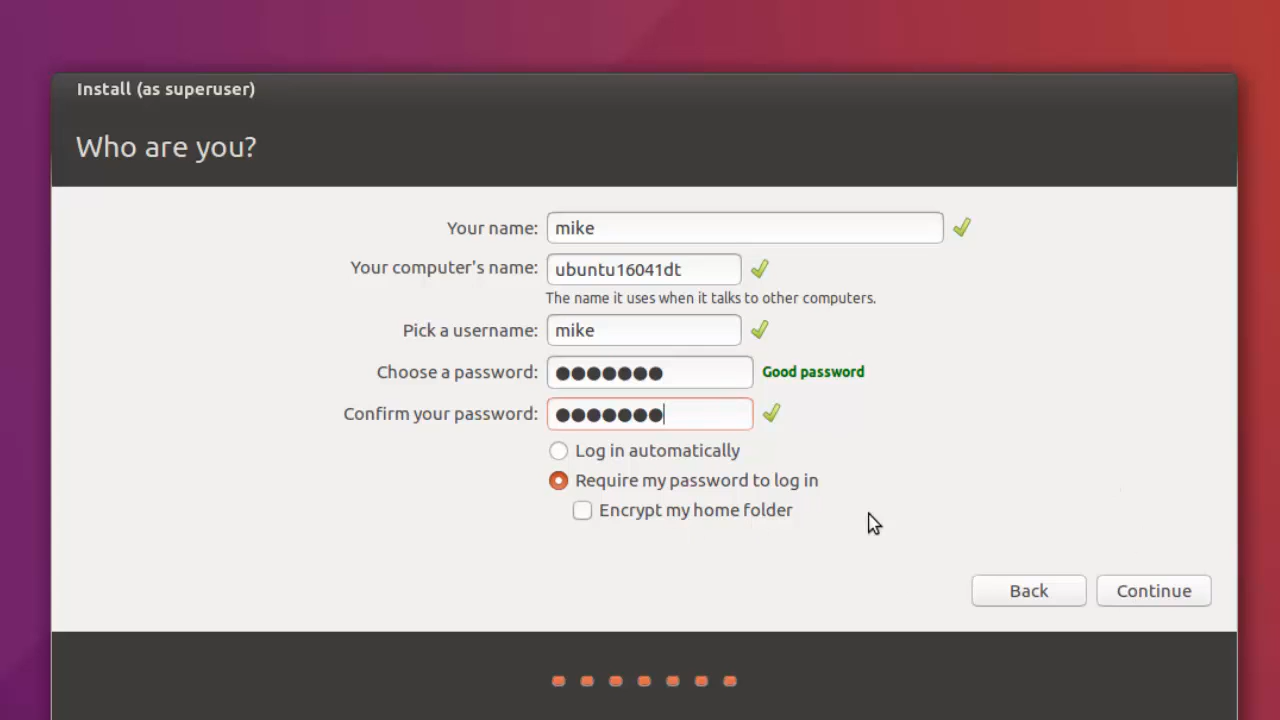 Install (as superuser)
Who are you?
Your name: mike
Your computer's name: ubuntu16041dt
The name it uses when it talks to other computers.
Pick a username: mike
Choose a password: ●●●●●●● Good password
Confirm your password: ●●●●●●●
Log in automatically
Require my password to log in
Encrypt my home folder
Back Continue